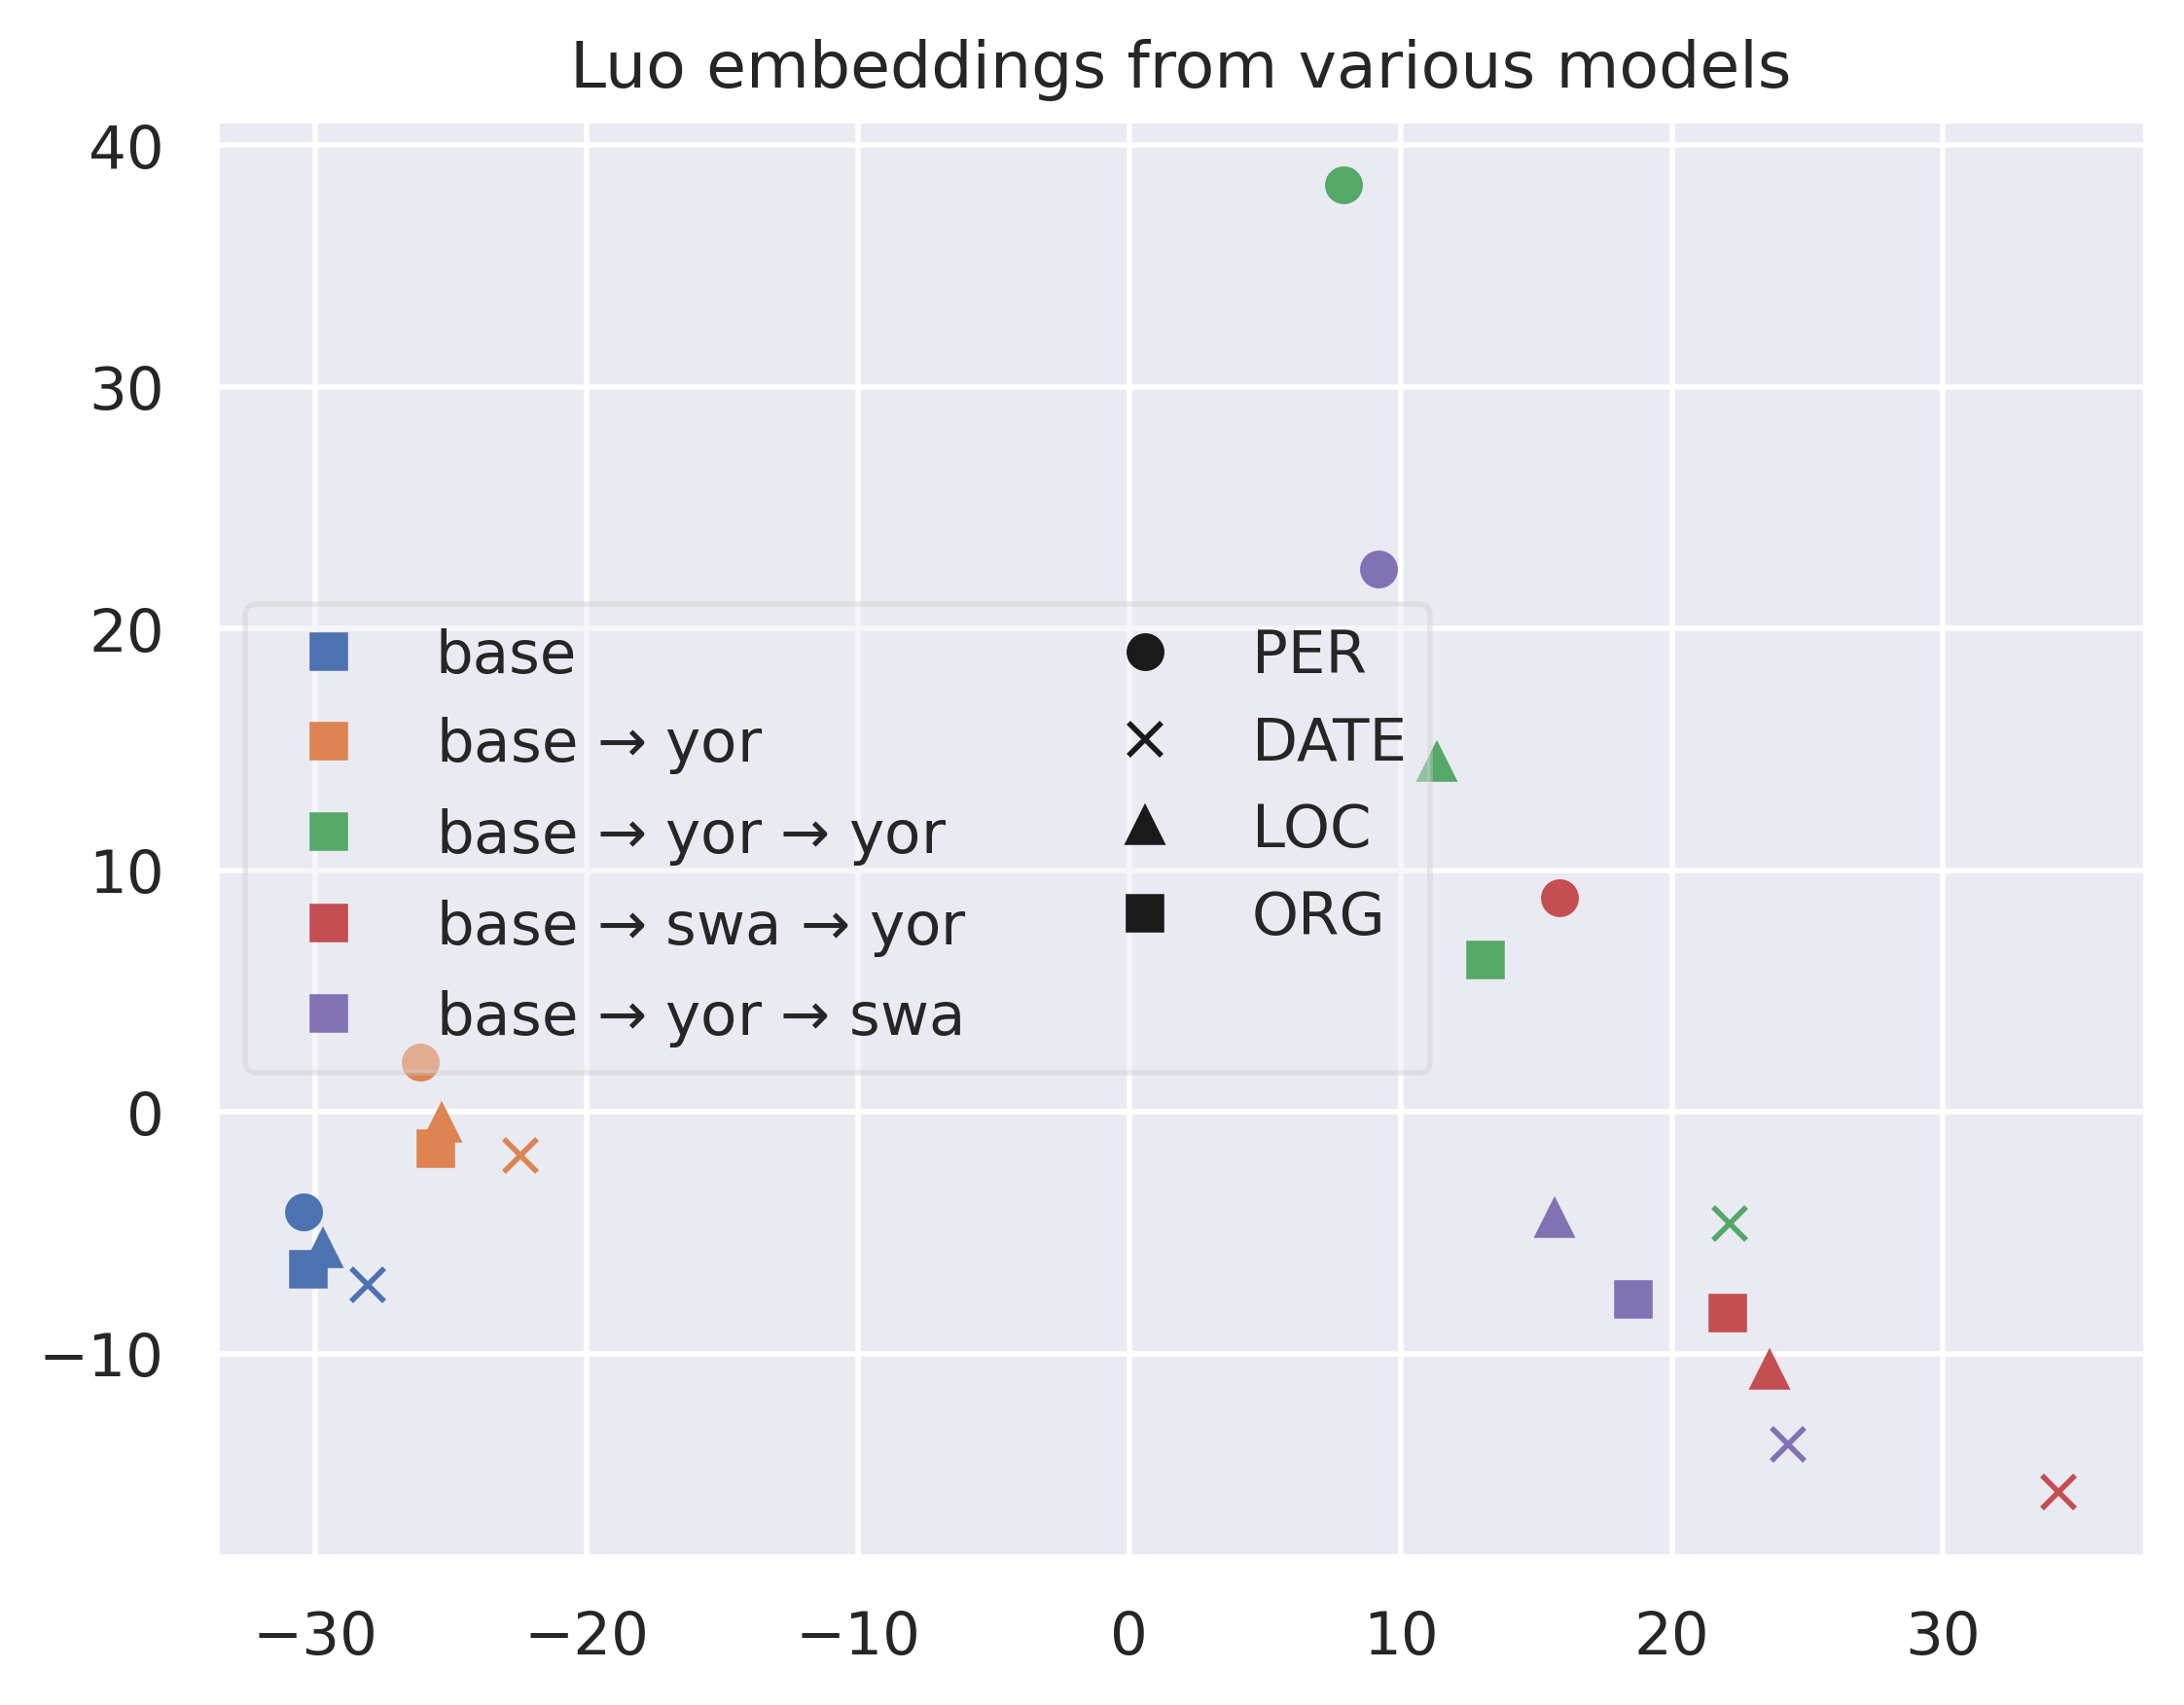 Luo embeddings from various models
40
30
20
10
0
−10
base
base → yor
base → yor → yor
base → swa → yor
base → yor → swa
PER
DATE
LOC
ORG
−30 −20 −10 0 10 20 30